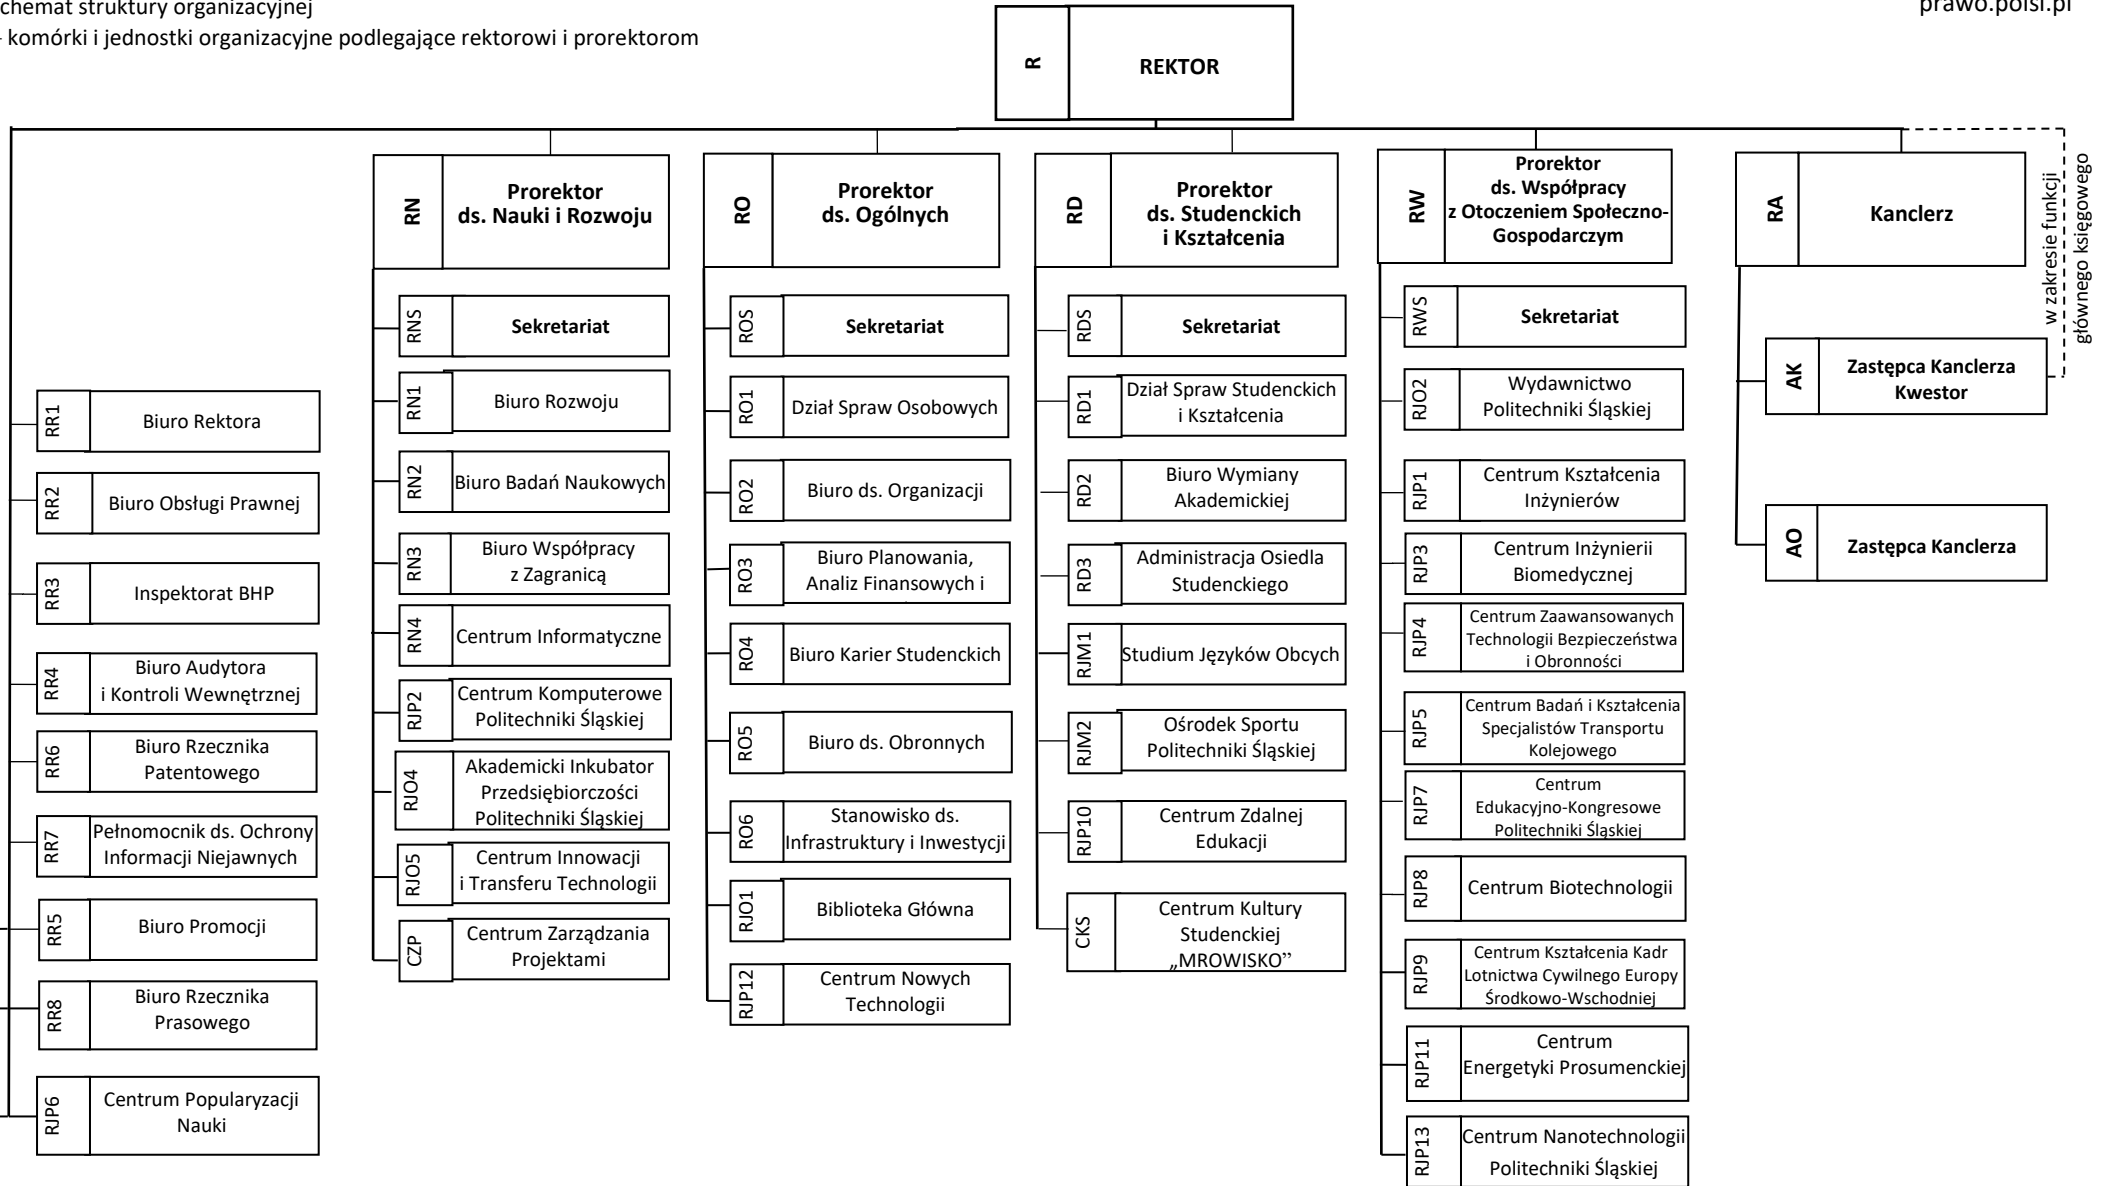 chemat struktury organizacyjnej
- komórki i jednostki organizacyjne podlegające rektorowi i prorektorom
prawo.polsl.pl
R
REKTOR
RR1
Biuro Rektora
RR2
Biuro Obsługi Prawnej
RR3
Inspektorat BHP
RR4
Biuro Audytora
i Kontroli Wewnętrznej
RR6
Biuro Rzecznika
Patentowego
RR7
Pełnomocnik ds. Ochrony
Informacji Niejawnych
RR5
Biuro Promocji
RR8
Biuro Rzecznika
Prasowego
RJP6
Centrum Popularyzacji
Nauki
RN
Prorektor
ds. Nauki i Rozwoju
RNS
Sekretariat
RN1
Biuro Rozwoju
RN2
Biuro Badań Naukowych
RN3
Biuro Współpracy
z Zagranicą
RN4
Centrum Informatyczne
RJP2
Centrum Komputerowe
Politechniki Śląskiej
RJO4
Akademicki Inkubator
Przedsiębiorczości
Politechniki Śląskiej
RJO5
Centrum Innowacji
i Transferu Technologii
CZP
Centrum Zarządzania
Projektami
RO
Prorektor
ds. Ogólnych
ROS
Sekretariat
RO1
Dział Spraw Osobowych
RO2
Biuro ds. Organizacji
RO3
Biuro Planowania,
Analiz Finansowych i
RO4
Biuro Karier Studenckich
RO5
Biuro ds. Obronnych
RO6
Stanowisko ds.
Infrastruktury i Inwestycji
RJO1
Biblioteka Główna
RJP12
Centrum Nowych
Technologii
RD
Prorektor
ds. Studenckich
i Kształcenia
RDS
Sekretariat
RD1
Dział Spraw Studenckich
i Kształcenia
RD2
Biuro Wymiany
Akademickiej
RD3
Administracja Osiedla
Studenckiego
RJM1
Studium Języków Obcych
RJM2
Ośrodek Sportu
Politechniki Śląskiej
RJP10
Centrum Zdalnej
Edukacji
CKS
Centrum Kultury
Studenckiej
„MROWISKO”
RW
Prorektor
ds. Współpracy
z Otoczeniem Społeczno-
Gospodarczym
RWS
Sekretariat
RJO2
Wydawnictwo
Politechniki Śląskiej
RJP1
Centrum Kształcenia
Inżynierów
RJP3
Centrum Inżynierii
Biomedycznej
RJP4
Centrum Zaawansowanych
Technologii Bezpieczeństwa
i Obronności
RJP5
Centrum Badań i Kształcenia
Specjalistów Transportu
Kolejowego
RJP7
Centrum
Edukacyjno-Kongresowe
Politechniki Śląskiej
RJP8
Centrum Biotechnologii
RJP9
Centrum Kształcenia Kadr
Lotnictwa Cywilnego Europy
Środkowo-Wschodniej
RJP11
Centrum
Energetyki Prosumenckiej
RJP13
Centrum Nanotechnologii
Politechniki Śląskiej
RA
Kanclerz
w zakresie funkcji
głównego księgowego
AK
Zastępca Kanclerza
Kwestor
AO
Zastępca Kanclerza